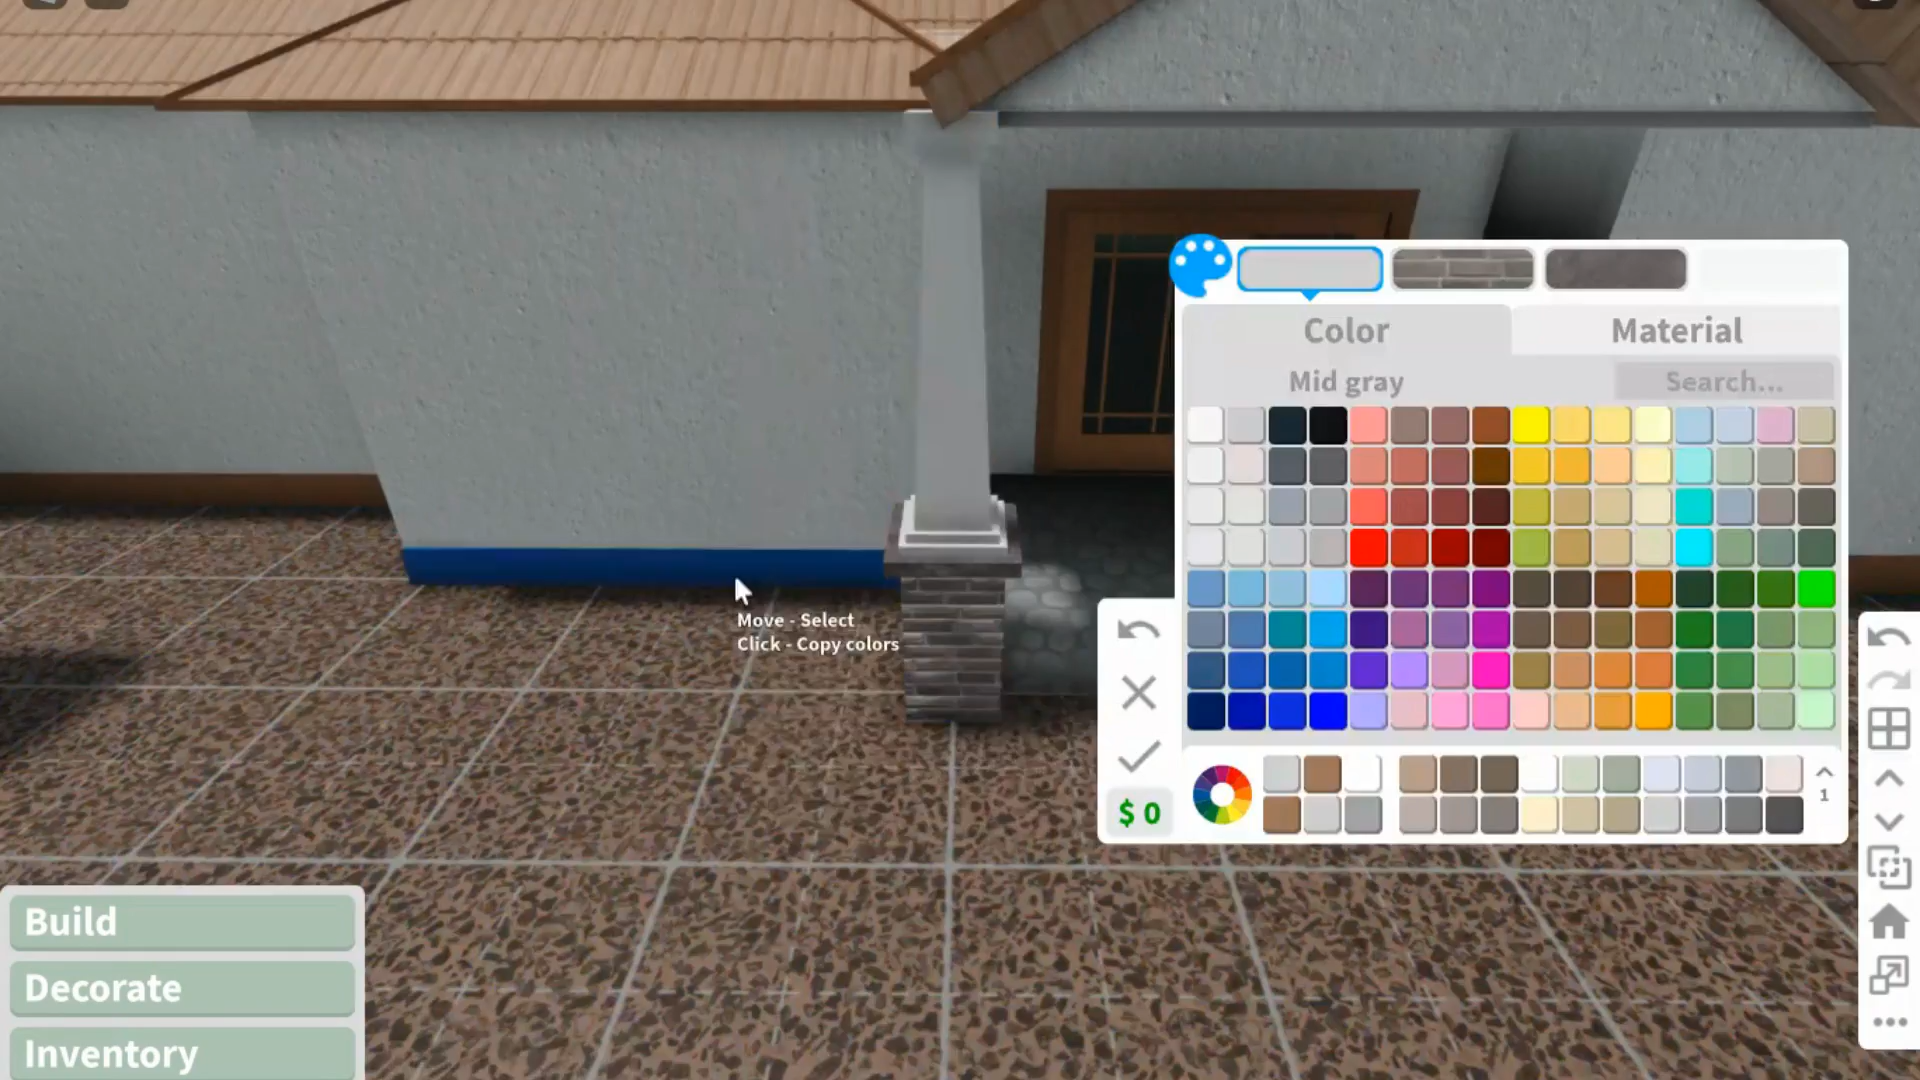 Color
Material
Mid gray
Search...
Move - Select
Click - Copy colors
$ 0
1
Build
Decorate
Inventory